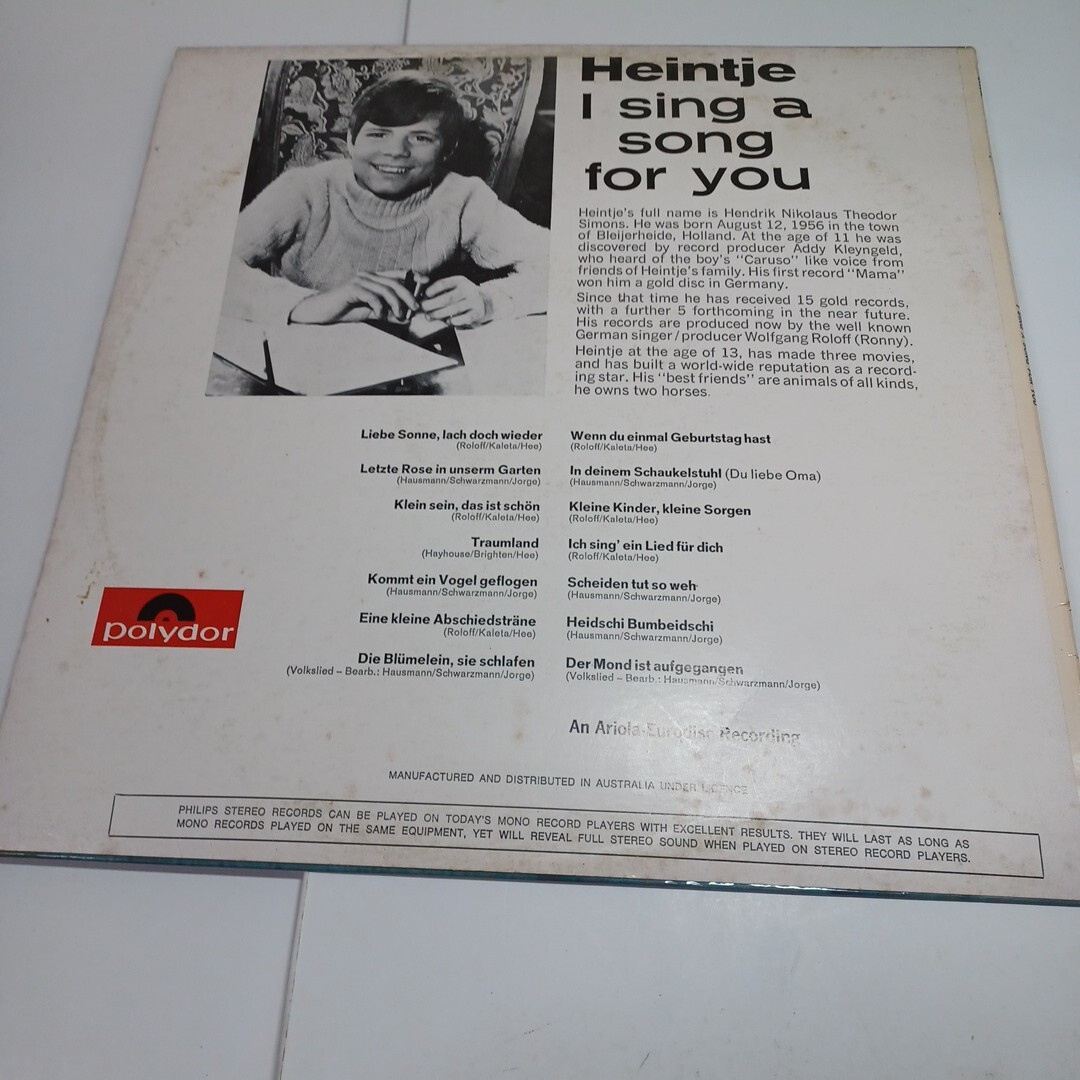 Heintje
I sing a
song
for you
Heintje's full name is Hendrik Nikolaus Theodor
Simons. He was born August 12, 1956 in the town
of Bleijerheide, Holland. At the age of 11 he was
discovered by record producer Addy Kleyngeld,
who heard of the boy's "Caruso" like voice from
friends of Heintje's family. His first record "Mama"
won him a gold disc in Germany.
Since that time he has received 15 gold records,
with a further 5 forthcoming in the near future.
His records are produced now by the well known
German singer/producer Wolfgang Roloff (Ronny).
Heintje at the age of 13, has made three movies,
and has built a world-wide reputation as a record-
ing star. His "best friends" are animals of all kinds,
he owns two horses.
Liebe Sonne, lach doch wieder
(Roloff/Kaleta/Hee)
Letzte Rose in unserm Garten
(Hausmann/Schwarzmann/Jorge)
Klein sein, das ist schön
(Roloff/Kaleta/Hee)
Traumland
(Hayhouse/Brighten/Hee)
Kommt ein Vogel geflogen
(Hausmann/Schwarzmann/Jorge)
Eine kleine Abschiedsträne
(Roloff/Kaleta/Hee)
Die Blümelein, sie schlafen
(Volkslied – Bearb.: Hausmann/Schwarzmann/Jorge)
Wenn du einmal Geburtstag hast
(Roloff/Kaleta/Hee)
In deinem Schaukelstuhl (Du liebe Oma)
(Hausmann/Schwarzmann/Jorge)
Kleine Kinder, kleine Sorgen
(Roloff/Kaleta/Hee)
Ich sing' ein Lied für dich
(Roloff/Kaleta/Hee)
Scheiden tut so weh
(Hausmann/Schwarzmann/Jorge)
Heidschi Bumbeidschi
(Hausmann/Schwarzmann/Jorge)
Der Mond ist aufgegangen
(Volkslied – Bearb.: Hausmann/Schwarzmann/Jorge)
polydor
An Ariola-Eurodisc Recording
MANUFACTURED AND DISTRIBUTED IN AUSTRALIA UNDER LICENCE
PHILIPS STEREO RECORDS CAN BE PLAYED ON TODAY'S MONO RECORD PLAYERS WITH EXCELLENT RESULTS. THEY WILL LAST AS LONG AS
MONO RECORDS PLAYED ON THE SAME EQUIPMENT, YET WILL REVEAL FULL STEREO SOUND WHEN PLAYED ON STEREO RECORD PLAYERS.